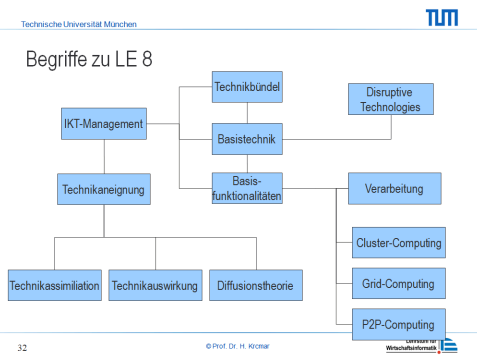 Technische Universität München
TUM
Begriffe zu LE 8
Technikbündel
Disruptive
Technologies
IKT-Management
Basistechnik
Technikaneignung
Basis-
funktionalitäten
Verarbeitung
Cluster-Computing
Technikassimiliation
Technikauswirkung
Diffusionstheorie
Grid-Computing
P2P-Computing
32
© Prof. Dr. H. Krcmar
Lehrstuhl für
Wirtschaftsinformatik